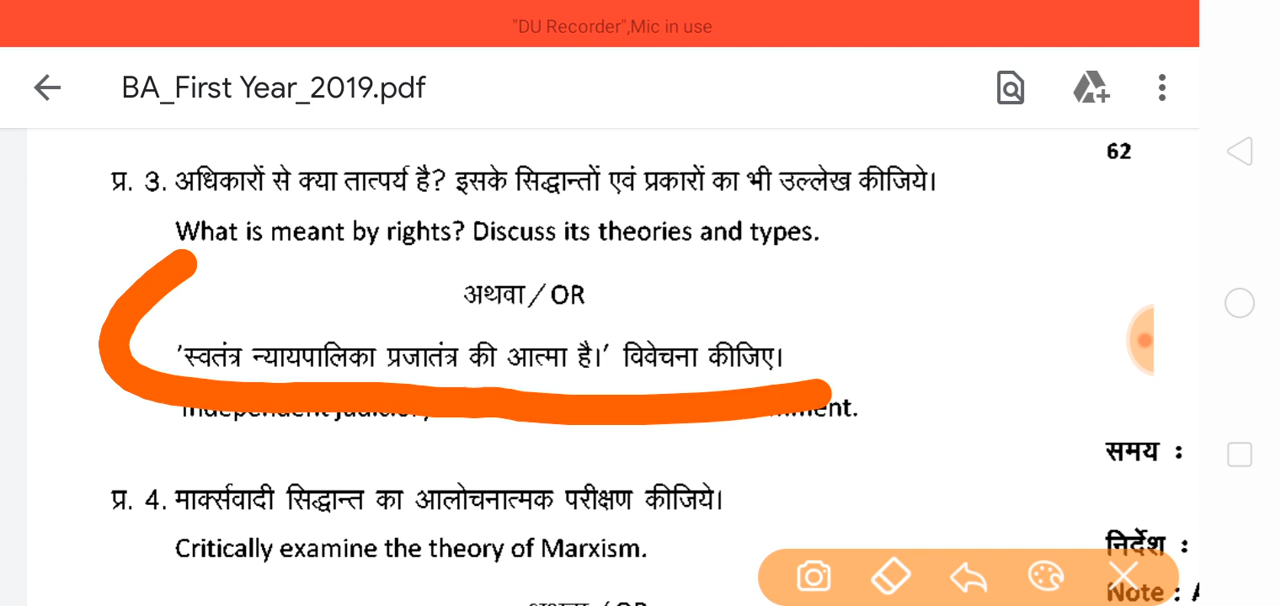 "DU Recorder",Mic in use
BA_First Year_2019.pdf
62
प्र. 3. अधिकारों से क्या तात्पर्य है? इसके सिद्धान्तों एवं प्रकारों का भी उल्लेख कीजिये।
What is meant by rights? Discuss its theories and types.
अथवा / OR
'स्वतंत्र न्यायपालिका प्रजातंत्र की आत्मा है।' विवेचना कीजिए।
समय :
प्र. 4. मार्क्सवादी सिद्धान्त का आलोचनात्मक परीक्षण कीजिये।
Critically examine the theory of Marxism.
निर्देश :
Note :
अथवा / OR